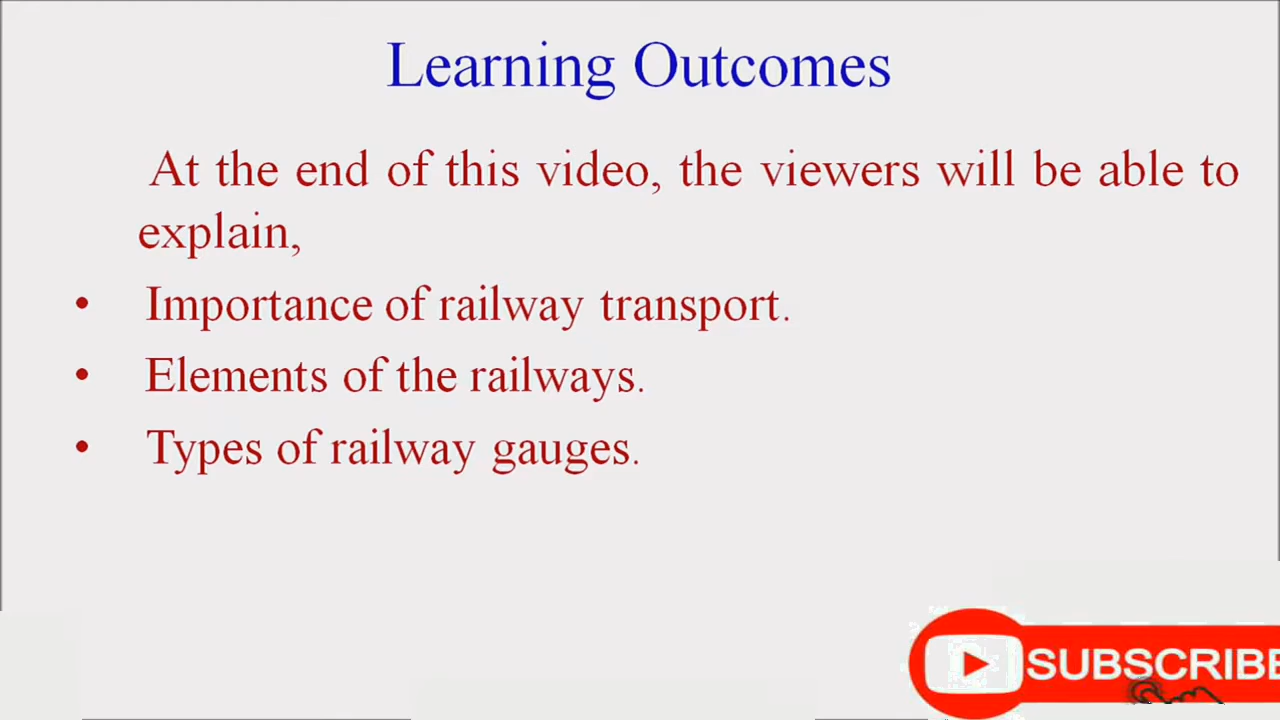 Learning Outcomes
At the end of this video, the viewers will be able to
explain,
• Importance of railway transport.
• Elements of the railways.
• Types of railway gauges.
SUBSCRIBE